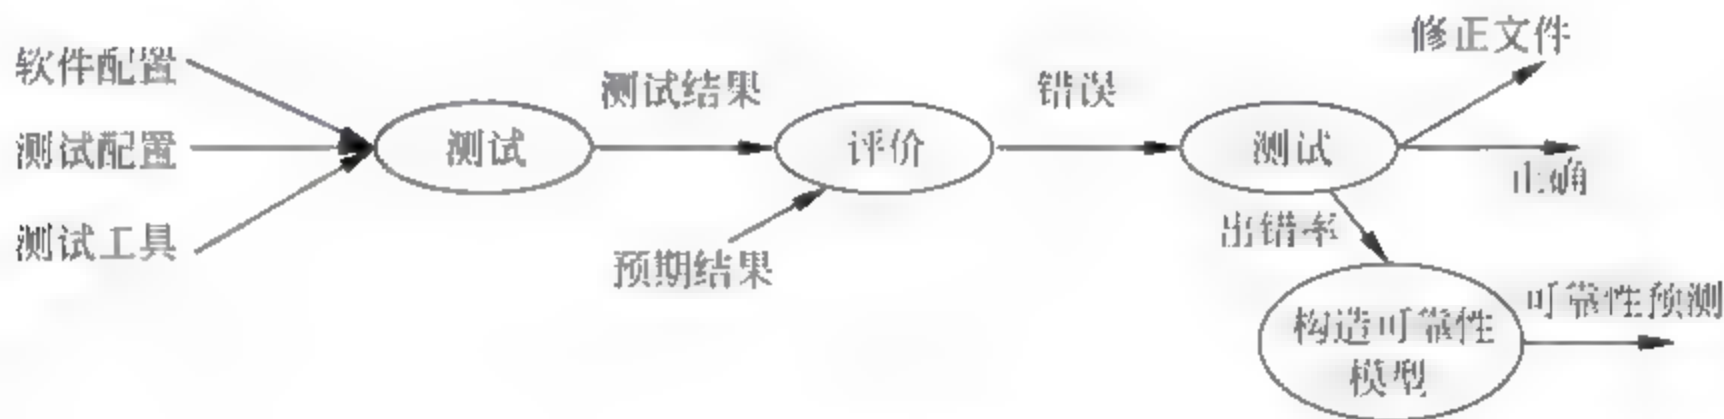 修正文件
软件配置
测试结果
错误
测试配置
测试
评价
测试
正确
测试工具
出错率
预期结果
可靠性预测
构造可靠性
模型